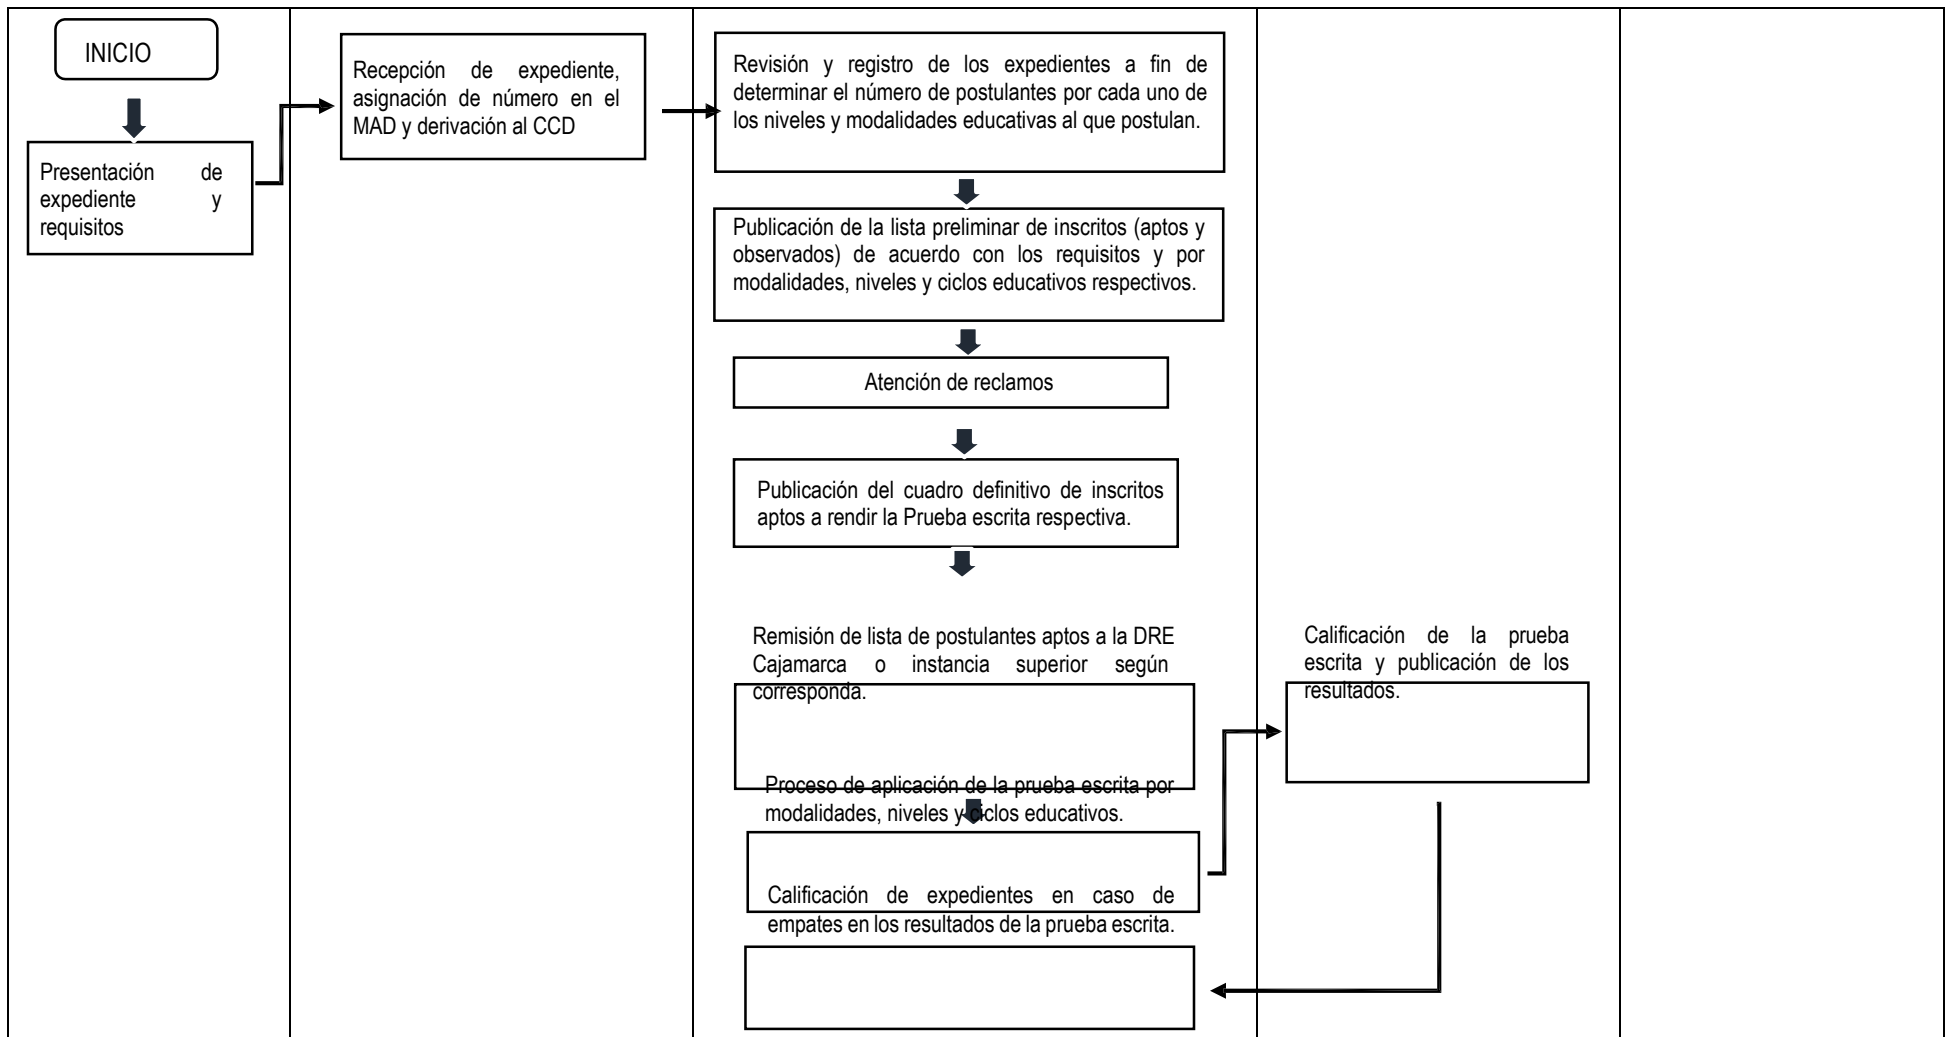 INICIO
Presentación de
expediente y
requisitos
Recepción de expediente,
asignación de número en el
MAD y derivación al CCD
Revisión y registro de los expedientes a fin de
determinar el número de postulantes por cada uno de
los niveles y modalidades educativas al que postulan.
Publicación de la lista preliminar de inscritos (aptos y
observados) de acuerdo con los requisitos y por
modalidades, niveles y ciclos educativos respectivos.
Atención de reclamos
Publicación del cuadro definitivo de inscritos
aptos a rendir la Prueba escrita respectiva.
Remisión de lista de postulantes aptos a la DRE
Cajamarca o instancia superior según
corresponda.
Proceso de aplicación de la prueba escrita por
modalidades, niveles y ciclos educativos.
Calificación de la prueba
escrita y publicación de los
resultados.
Calificación de expedientes en caso de
empates en los resultados de la prueba escrita.